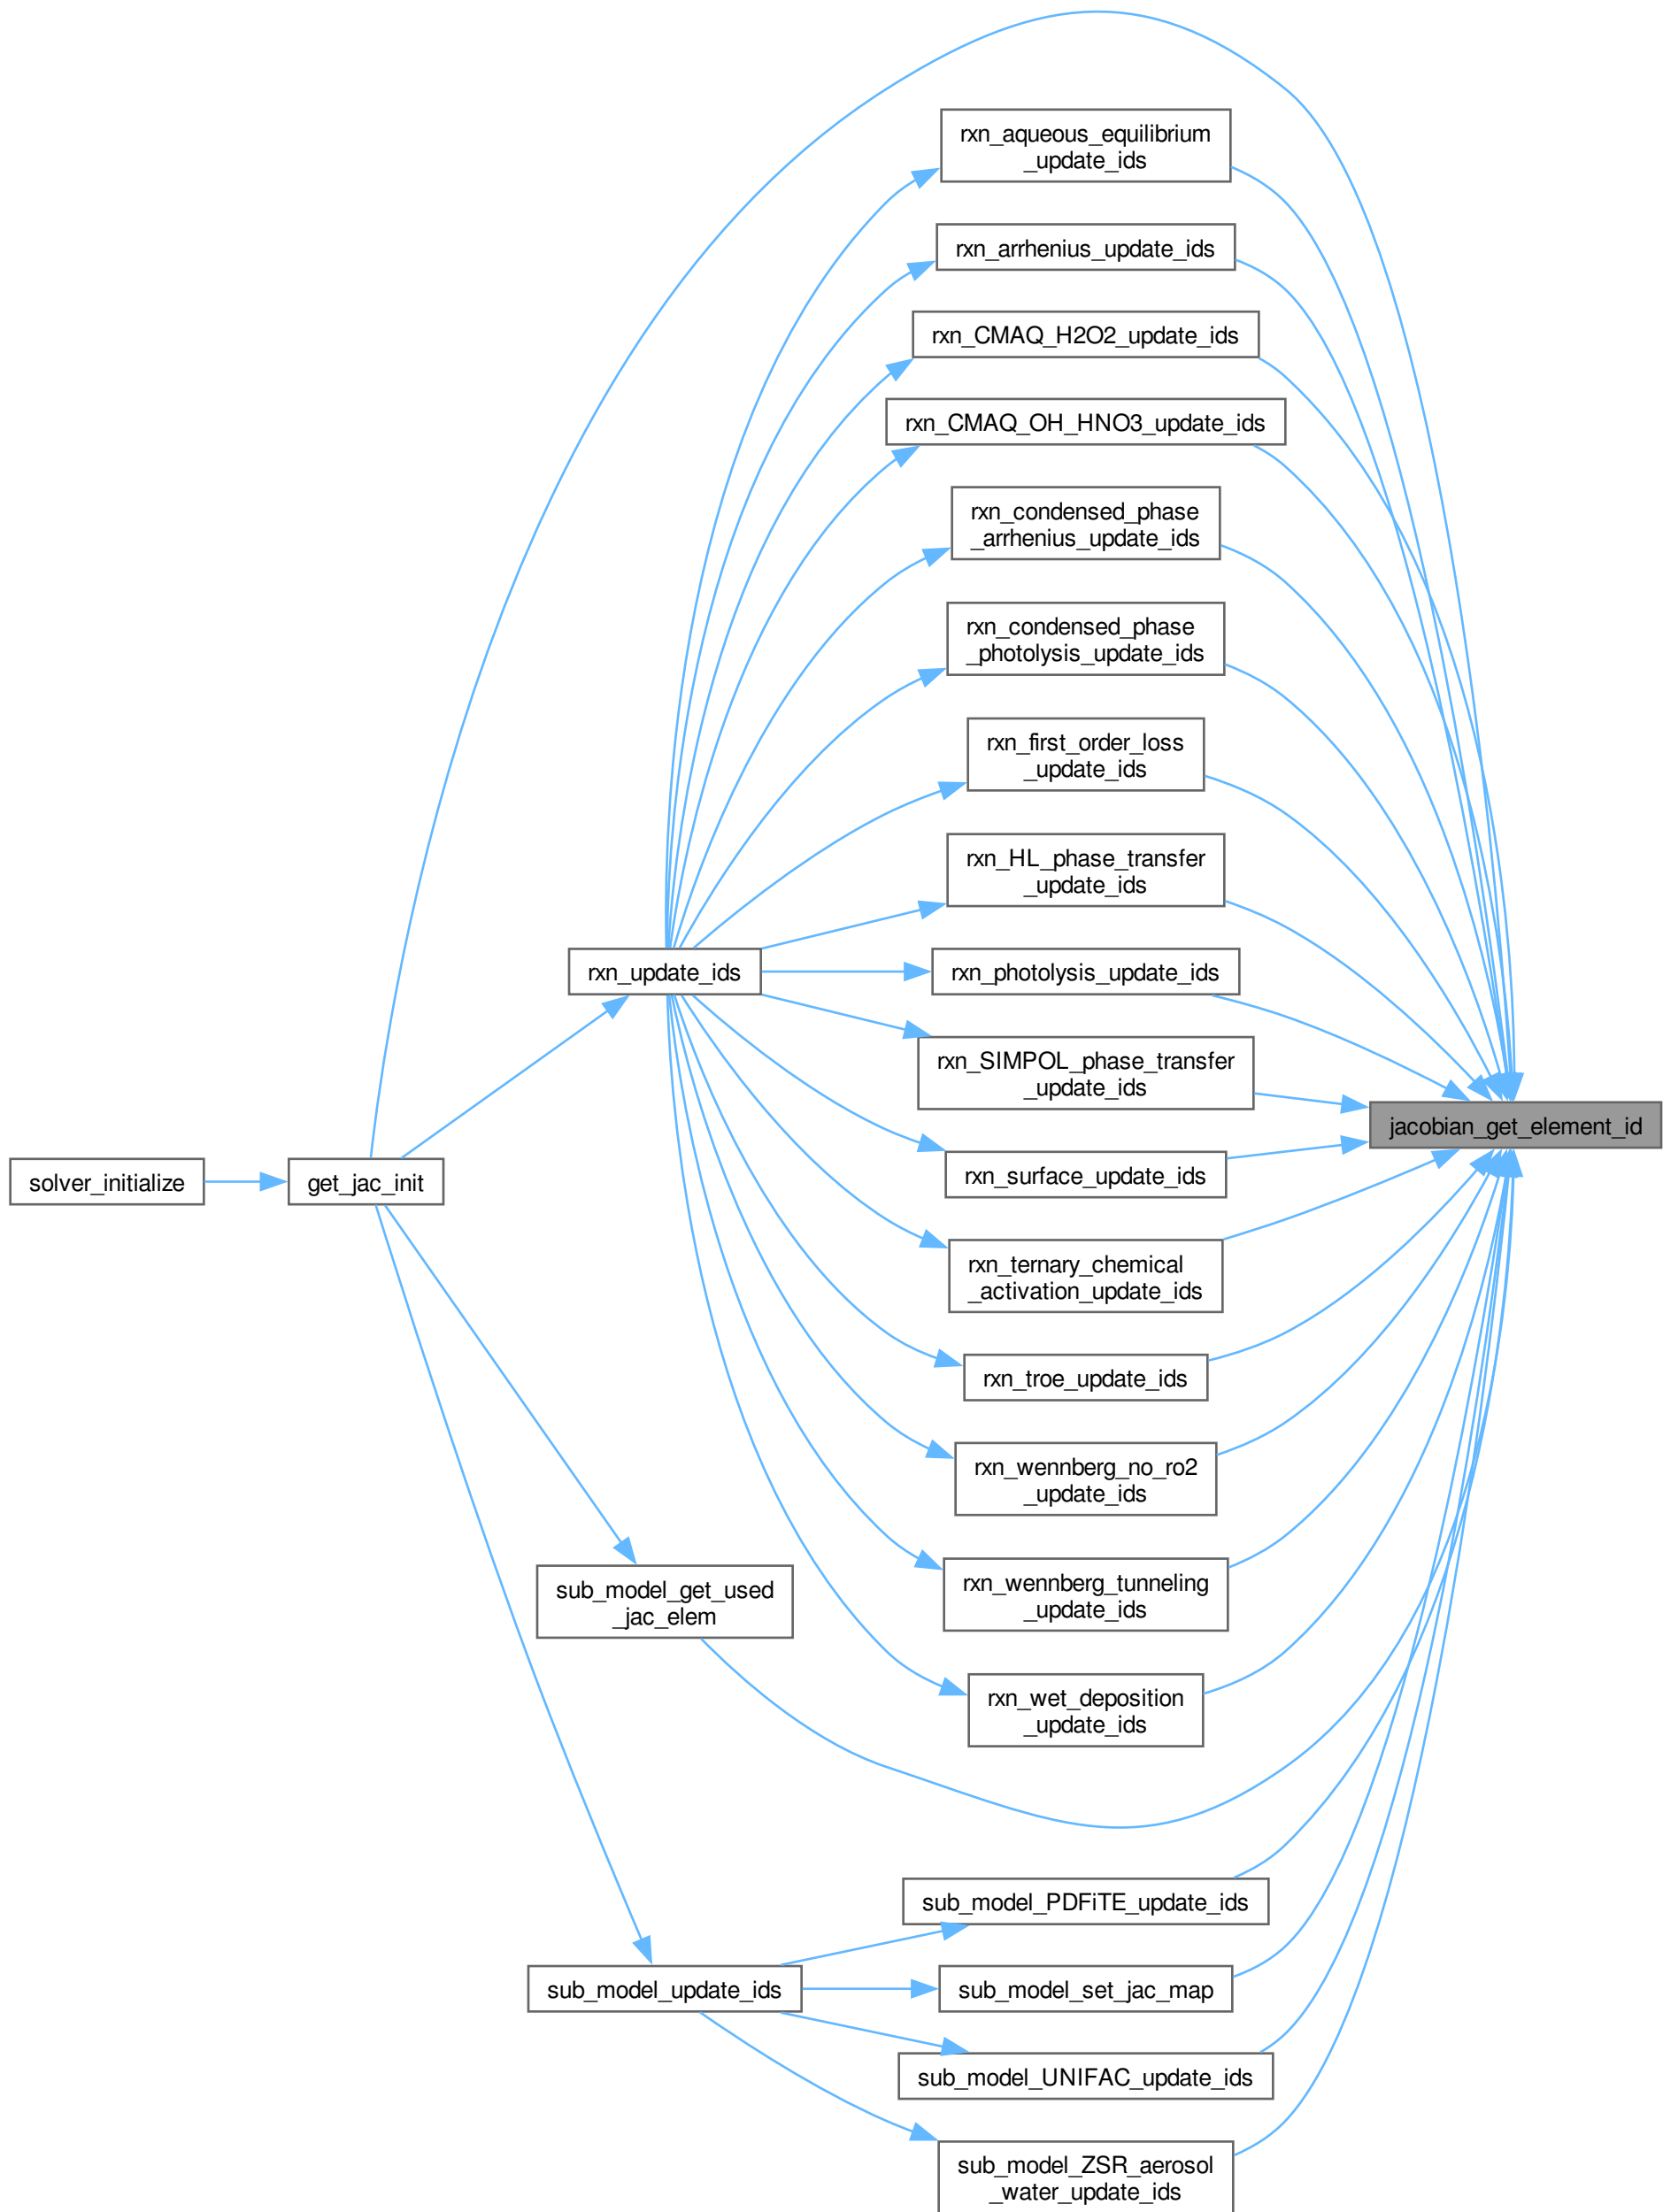 rxn_aqueous_equilibrium
_update_ids
rxn_arrhenius_update_ids
rxn_CMAQ_H2O2_update_ids
rxn_CMAQ_OH_HNO3_update_ids
rxn_condensed_phase
_arrhenius_update_ids
rxn_condensed_phase
_photolysis_update_ids
rxn_first_order_loss
_update_ids
rxn_HL_phase_transfer
_update_ids
rxn_update_ids
rxn_photolysis_update_ids
rxn_SIMPOL_phase_transfer
_update_ids
jacobian_get_element_id
solver_initialize
get_jac_init
rxn_surface_update_ids
rxn_ternary_chemical
_activation_update_ids
rxn_troe_update_ids
rxn_wennberg_no_ro2
_update_ids
rxn_wennberg_tunneling
_update_ids
sub_model_get_used
_jac_elem
rxn_wet_deposition
_update_ids
sub_model_PDFiTE_update_ids
sub_model_update_ids
sub_model_set_jac_map
sub_model_UNIFAC_update_ids
sub_model_ZSR_aerosol
_water_update_ids